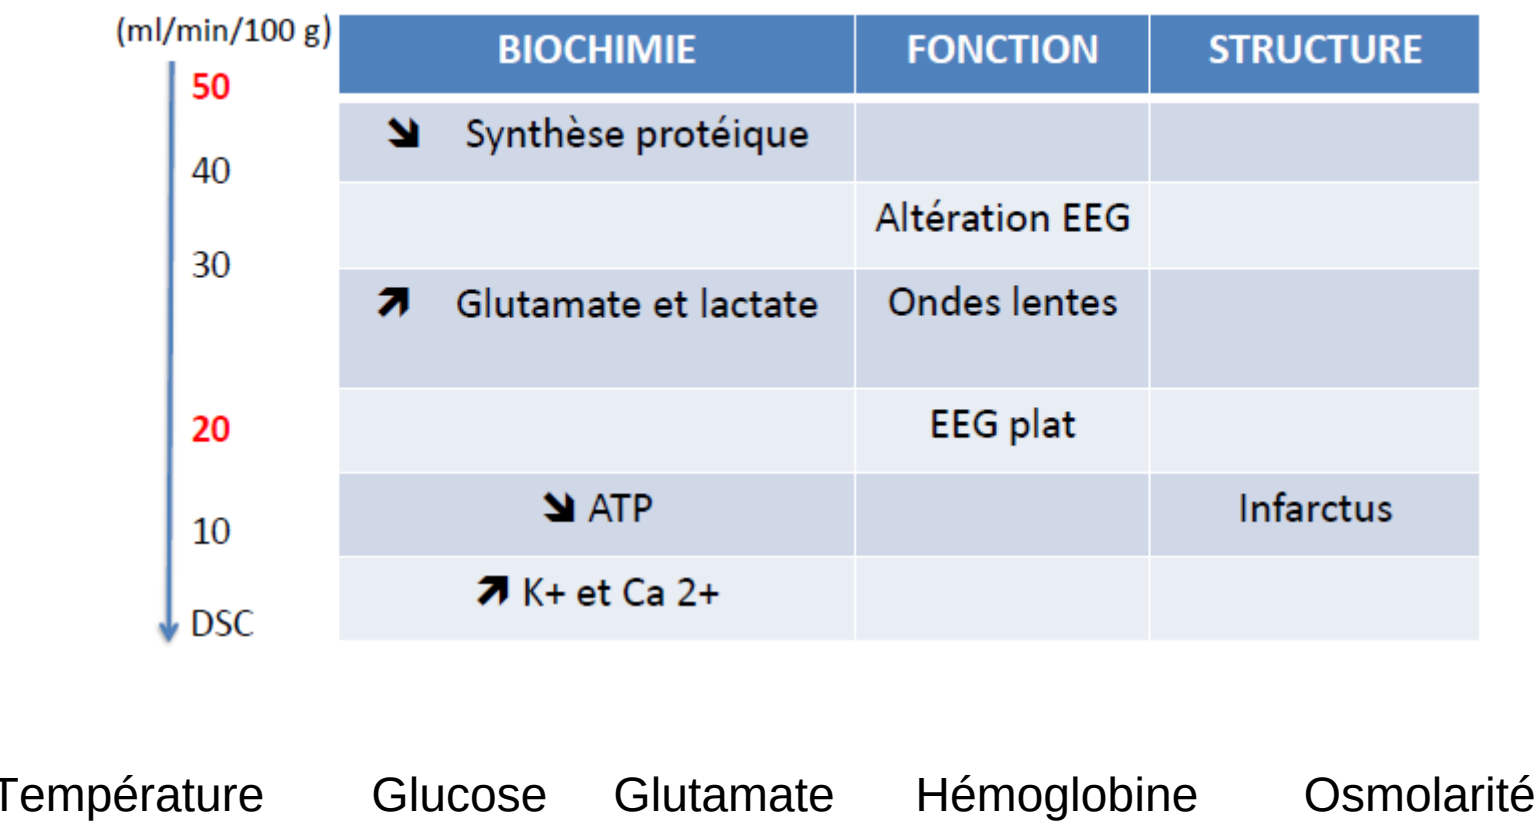 (ml/min/100 g) BIOCHIMIE FONCTION STRUCTURE
50
Synthèse protéique
40
Altération EEG
30
Glutamate et lactate Ondes lentes
20 EEG plat
ATP Infarctus
10
K+ et Ca 2+
DSC
Température Glucose Glutamate Hémoglobine Osmolarité